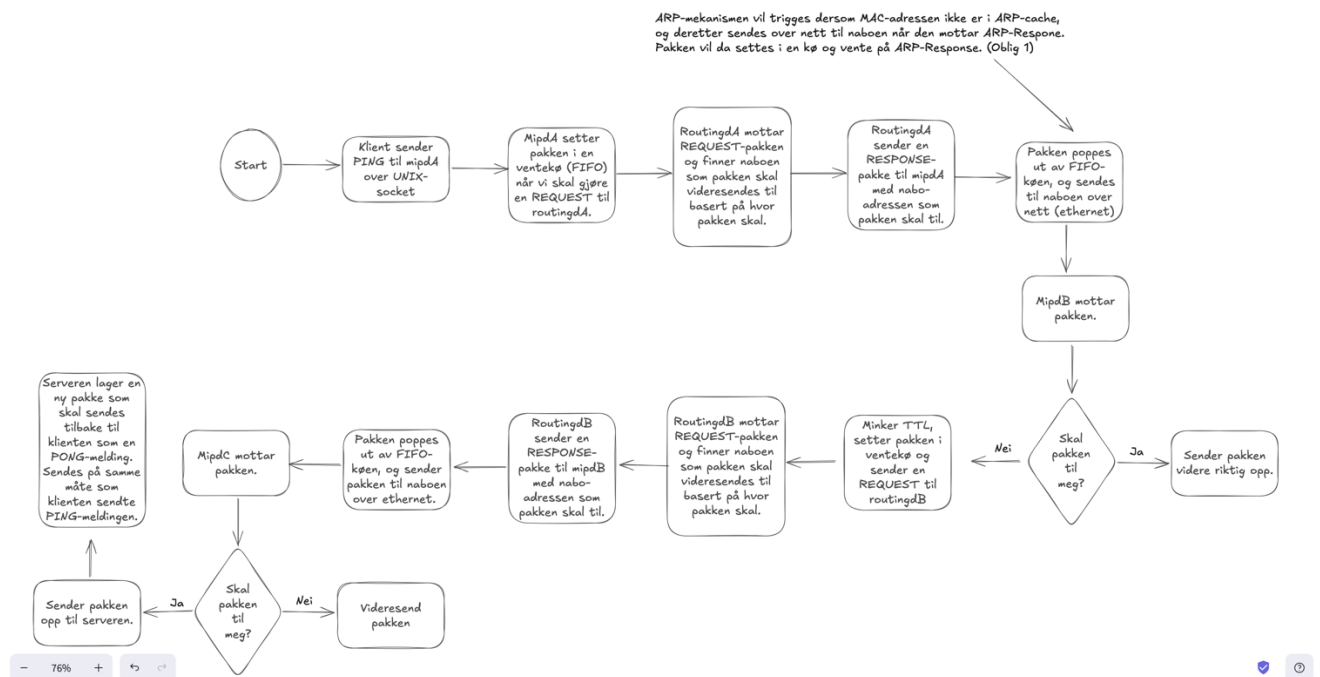 ARP-mekanismen vil trigges dersom MAC-adressen ikke er i ARP-cache,
og deretter sendes over nett til naboen når den mottar ARP-Respone.
Pakken vil da settes i en kø og vente på ARP-Response. (Oblig 1)
Start
Klient sender
PING til mipdA
over UNIX-
socket
MipdA setter
pakken i en
ventekø (FIFO)
når vi skal gjøre
en REQUEST til
routingdA.
RoutingdA mottar
REQUEST-pakken
og finner naboen
som pakken skal
videresendes til
basert på hvor
pakken skal.
RoutingdA
sender en
RESPONSE-
pakke til mipdA
med nabo-
adressen som
pakken skal til.
Pakken poppes
ut av FIFO-
køen, og sendes
til naboen over
nett (ethernet)
MipdB mottar
pakken.
Skal
pakken
til
meg?
Ja
Sender pakken
videre riktig opp.
Nei
Minker TTL,
setter pakken i
ventekø og
sender en
REQUEST til
routingdB
RoutingdB mottar
REQUEST-pakken
og finner naboen
som pakken skal
videresendes til
basert på hvor
pakken skal.
RoutingdB
sender en
RESPONSE-
pakke til mipdB
med nabo-
adressen som
pakken skal til.
Pakken poppes
ut av FIFO-
køen, og sender
pakken til naboen
over ethernet.
MipdC mottar
pakken.
Skal
pakken
til
meg?
Nei
Videresend
pakken
Ja
Sender pakken
opp til serveren.
Serveren lager en
ny pakke som
skal sendes
tilbake til
klienten som en
PONG-melding.
Sendes på samme
måte som
klienten sendte
PING-meldingen.
76%